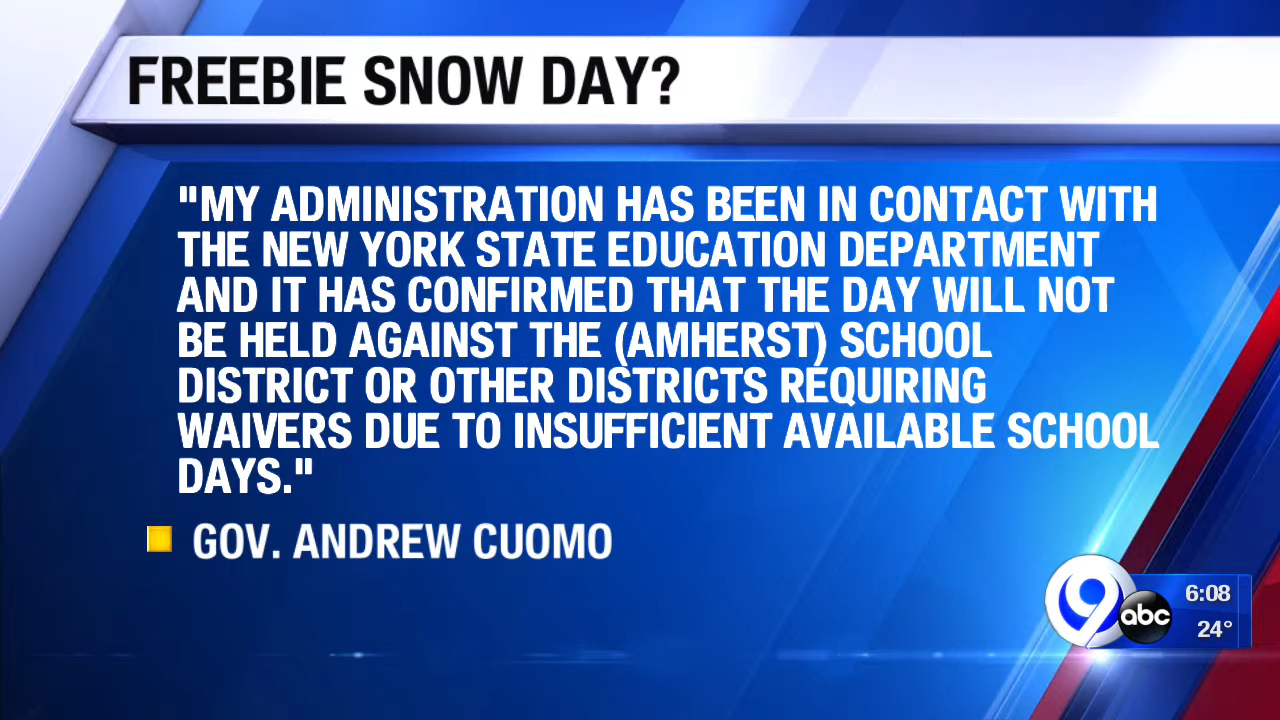 FREEBIE SNOW DAY?
"MY ADMINISTRATION HAS BEEN IN CONTACT WITH
THE NEW YORK STATE EDUCATION DEPARTMENT
AND IT HAS CONFIRMED THAT THE DAY WILL NOT
BE HELD AGAINST THE (AMHERST) SCHOOL
DISTRICT OR OTHER DISTRICTS REQUIRING
WAIVERS DUE TO INSUFFICIENT AVAILABLE SCHOOL
DAYS."
GOV. ANDREW CUOMO
9 abc 6:08
24°